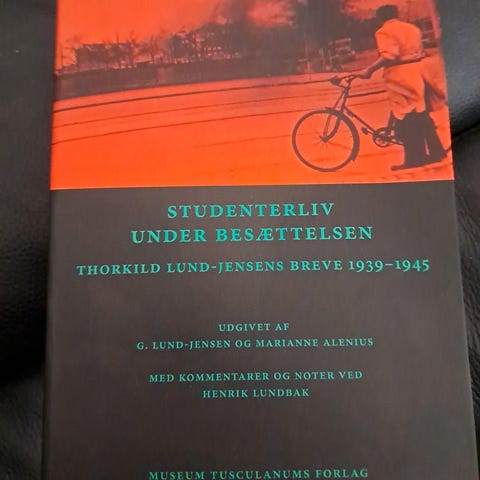 STUDENTERLIV
UNDER BESÆTTELSEN
THORKILD LUND-JENSENS BREVE 1939–1945
UDGIVET AF
G. LUND-JENSEN OG MARIANNE ALENIUS
MED KOMMENTARER OG NOTER VED
HENRIK LUNDBAK
MUSEUM TUSCULANUMS FORLAG